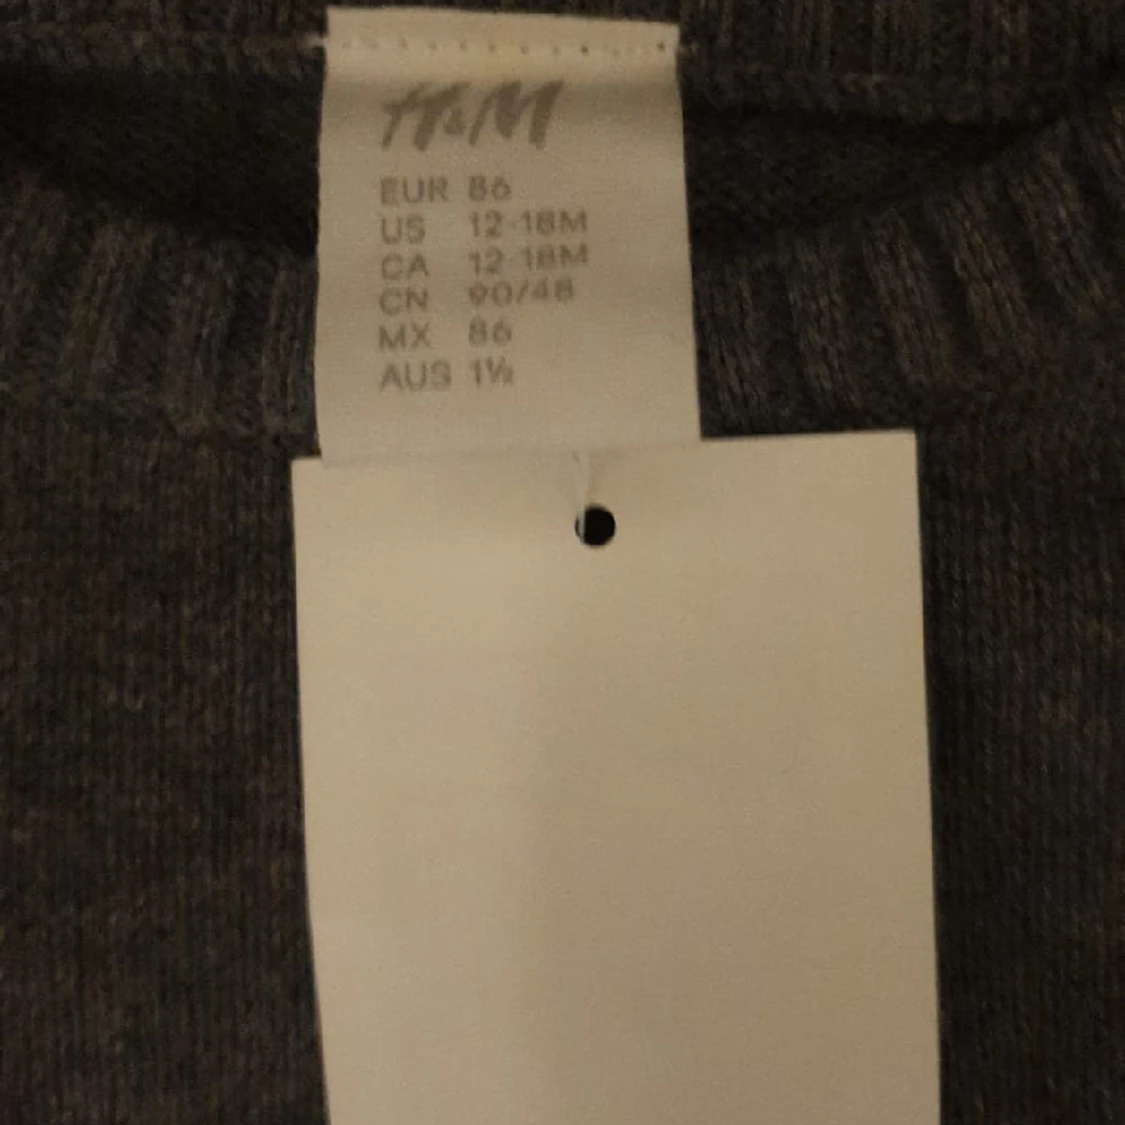 H&M
EUR 86
US 12-18M
CA 12-18M
CN 90/48
MX 86
AUS 1½